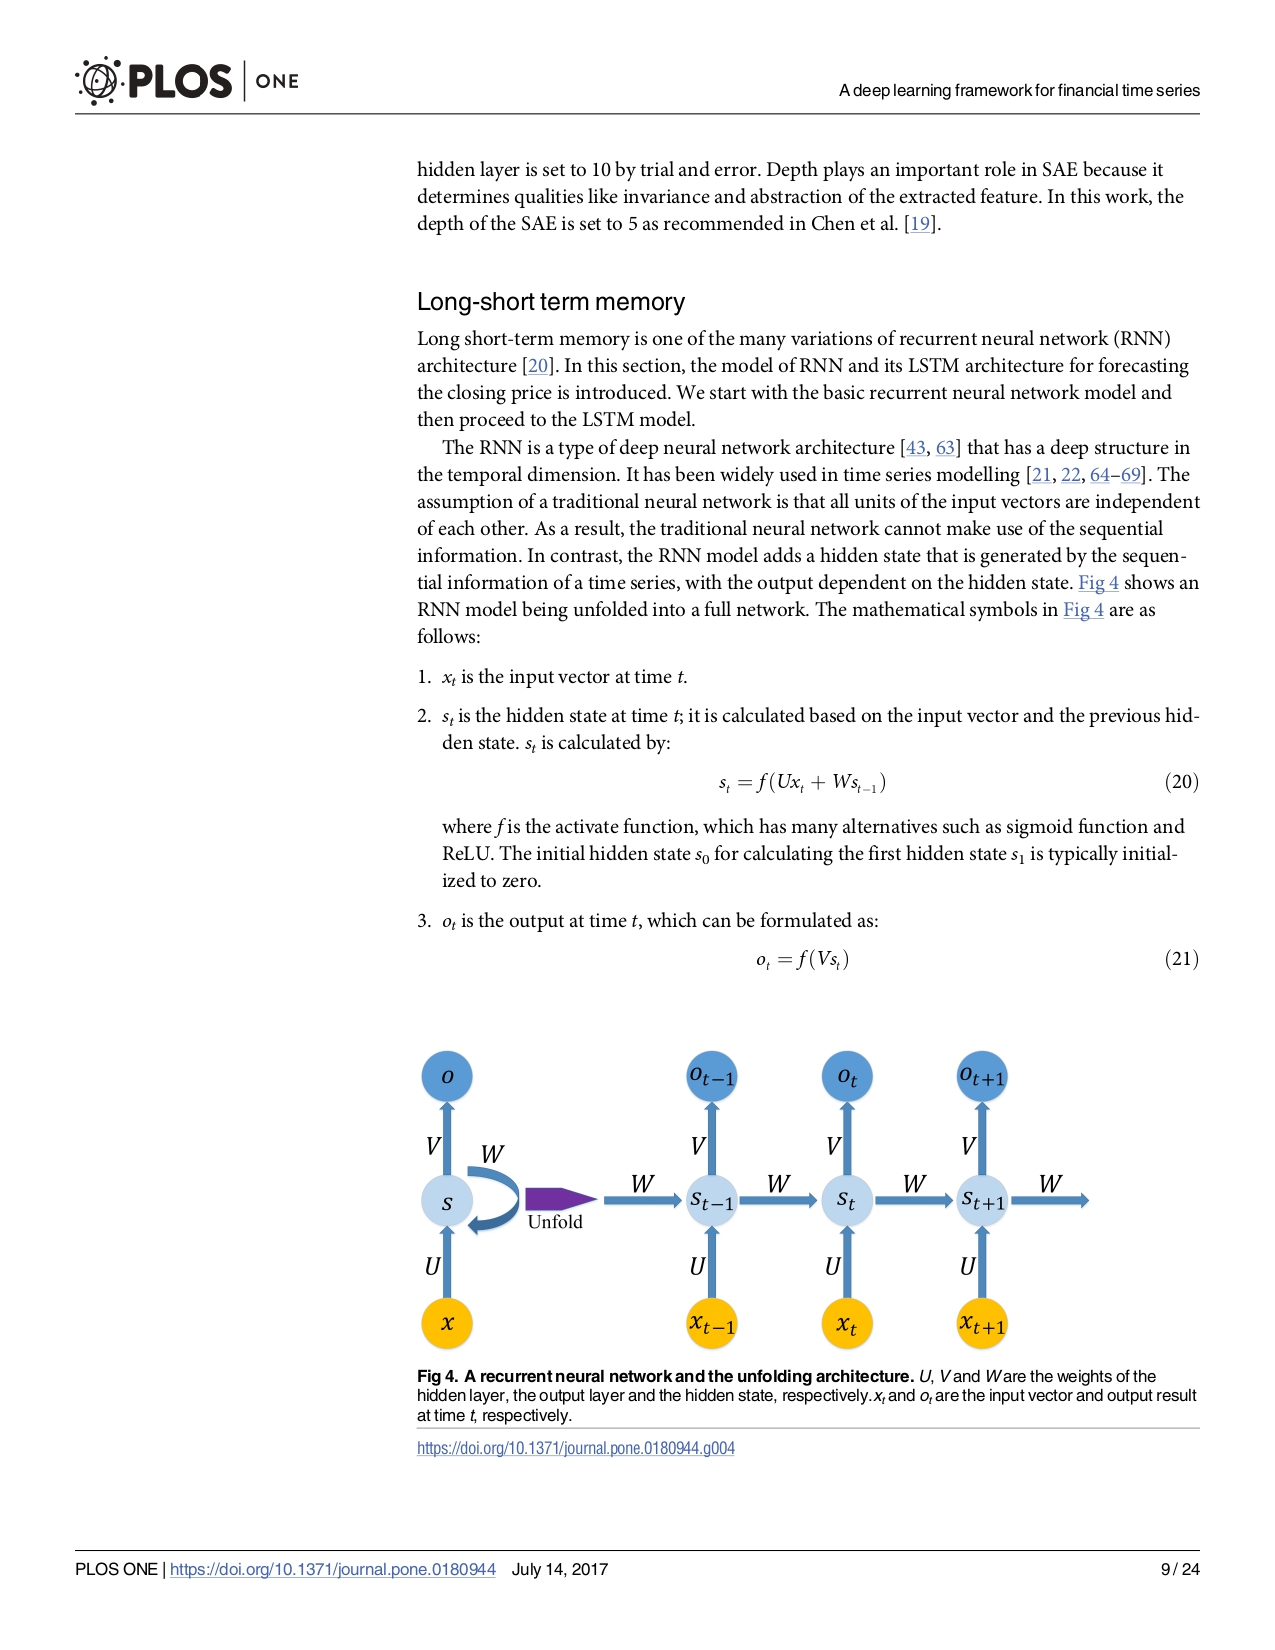 PLOS | ONE
A deep learning framework for financial time series
hidden layer is set to 10 by trial and error. Depth plays an important role in SAE because it
determines qualities like invariance and abstraction of the extracted feature. In this work, the
depth of the SAE is set to 5 as recommended in Chen et al. [19].
Long-short term memory
Long short-term memory is one of the many variations of recurrent neural network (RNN)
architecture [20]. In this section, the model of RNN and its LSTM architecture for forecasting
the closing price is introduced. We start with the basic recurrent neural network model and
then proceed to the LSTM model.
The RNN is a type of deep neural network architecture [43, 63] that has a deep structure in
the temporal dimension. It has been widely used in time series modelling [21, 22, 64–69]. The
assumption of a traditional neural network is that all units of the input vectors are independent
of each other. As a result, the traditional neural network cannot make use of the sequential
information. In contrast, the RNN model adds a hidden state that is generated by the sequen-
tial information of a time series, with the output dependent on the hidden state. Fig 4 shows an
RNN model being unfolded into a full network. The mathematical symbols in Fig 4 are as
follows:
1. x_t is the input vector at time t.
2. s_t is the hidden state at time t; it is calculated based on the input vector and the previous hid-
den state. s_t is calculated by:
s_t = f(Ux_t + Ws_{t−1}) (20)
where f is the activate function, which has many alternatives such as sigmoid function and
ReLU. The initial hidden state s_0 for calculating the first hidden state s_1 is typically initial-
ized to zero.
3. o_t is the output at time t, which can be formulated as:
o_t = f(Vs_t) (21)
o o_{t−1} o_t o_{t+1}
V W V V V
s W s_{t−1} W s_t W s_{t+1} W
Unfold
U U U U
x x_{t−1} x_t x_{t+1}
Fig 4. A recurrent neural network and the unfolding architecture. U, V and W are the weights of the
hidden layer, the output layer and the hidden state, respectively. x_t and o_t are the input vector and output result
at time t, respectively.
https://doi.org/10.1371/journal.pone.0180944.g004
PLOS ONE | https://doi.org/10.1371/journal.pone.0180944 July 14, 2017 9 / 24